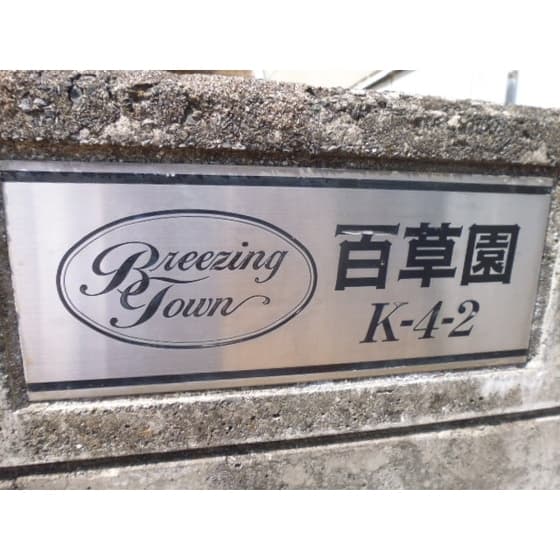 Breezing
Town
百草園
K-4-2